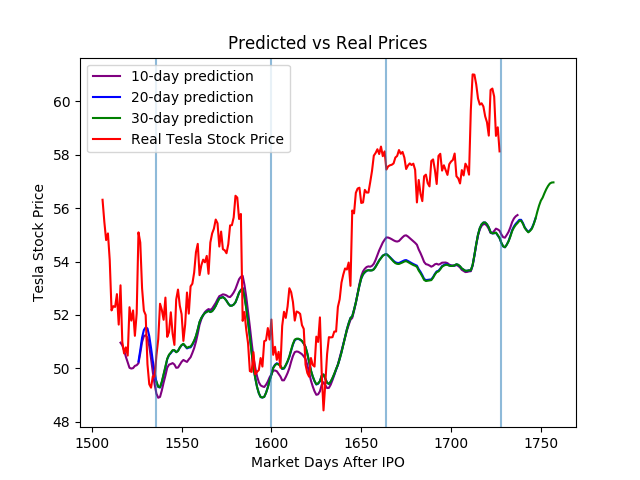 Predicted vs Real Prices
10-day prediction
20-day prediction
30-day prediction
Real Tesla Stock Price
Tesla Stock Price
60
58
56
54
52
50
48
1500 1550 1600 1650 1700 1750
Market Days After IPO